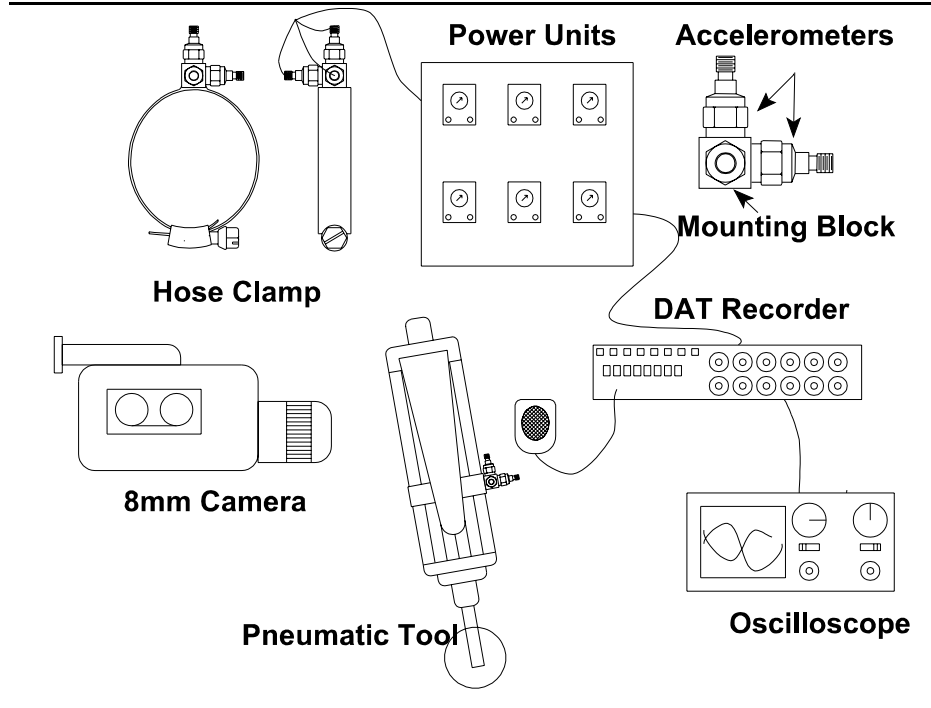 Power Units
Accelerometers
Mounting Block
Hose Clamp
DAT Recorder
8mm Camera
Pneumatic Tool
Oscilloscope